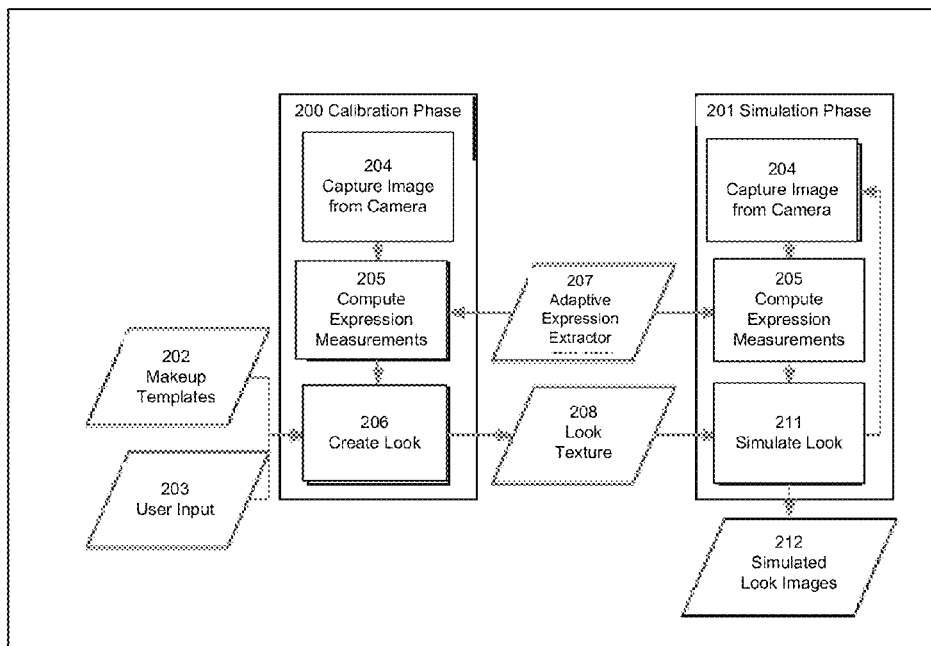 200 Calibration Phase
204
Capture Image
from Camera
205
Compute
Expression
Measurements
206
Create Look
202
Makeup
Templates
203
User Input
207
Adaptive
Expression
Extractor
208
Look
Texture
201 Simulation Phase
204
Capture Image
from Camera
205
Compute
Expression
Measurements
211
Simulate Look
212
Simulated
Look Images